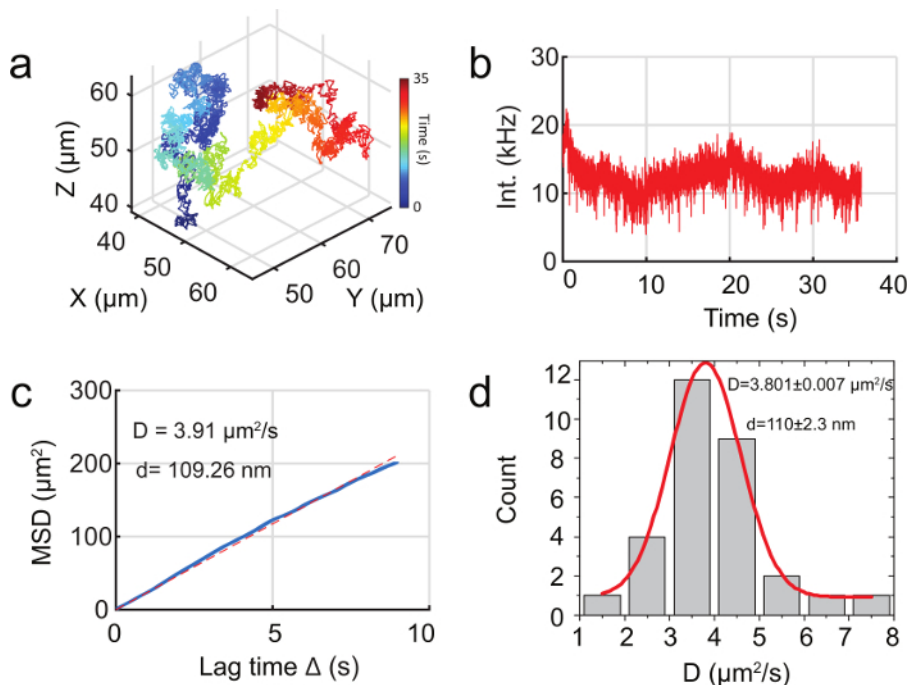 a
60
50
40
Z (µm)
40
50
60
X (µm)
50
60
70
Y (µm)
35
Time (s)
0
b
30
20
10
0
Int. (kHz)
0
10
20
30
40
Time (s)
c
300
200
100
0
MSD (µm²)
D = 3.91 µm²/s
d= 109.26 nm
0
5
10
Lag time Δ (s)
d
12
10
8
6
4
2
Count
D=3.801±0.007 µm²/s
d=110±2.3 nm
1
2
3
4
5
6
7
8
D (µm²/s)